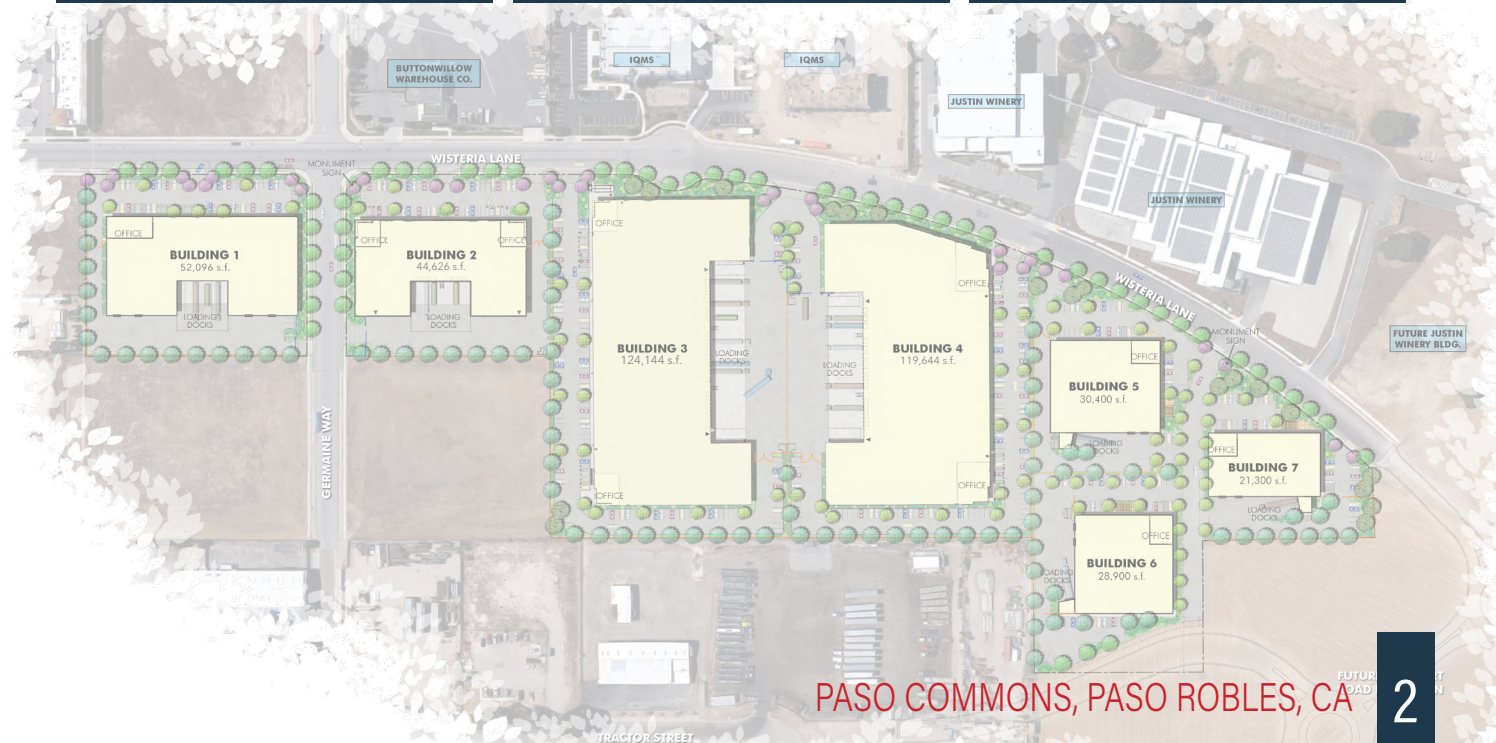 BUTTONWILLOW
WAREHOUSE CO.
IQMS
IQMS
JUSTIN WINERY
JUSTIN WINERY
FUTURE JUSTIN
WINERY BLDG.
MONUMENT
SIGN
WISTERIA LANE
WISTERIA LANE
MONUMENT
SIGN
GERMAINE WAY
OFFICE
BUILDING 1
52,096 s.f.
LOADING
DOCKS
OFFICE
OFFICE
BUILDING 2
44,626 s.f.
LOADING
DOCKS
OFFICE
BUILDING 3
124,144 s.f.
LOADING
DOCKS
OFFICE
OFFICE
BUILDING 4
119,644 s.f.
LOADING
DOCKS
OFFICE
OFFICE
BUILDING 5
30,400 s.f.
LOADING
DOCKS
OFFICE
BUILDING 7
21,300 s.f.
LOADING
DOCKS
OFFICE
BUILDING 6
28,900 s.f.
LOADING
DOCKS
TRACTOR STREET
PASO COMMONS, PASO ROBLES, CA
2